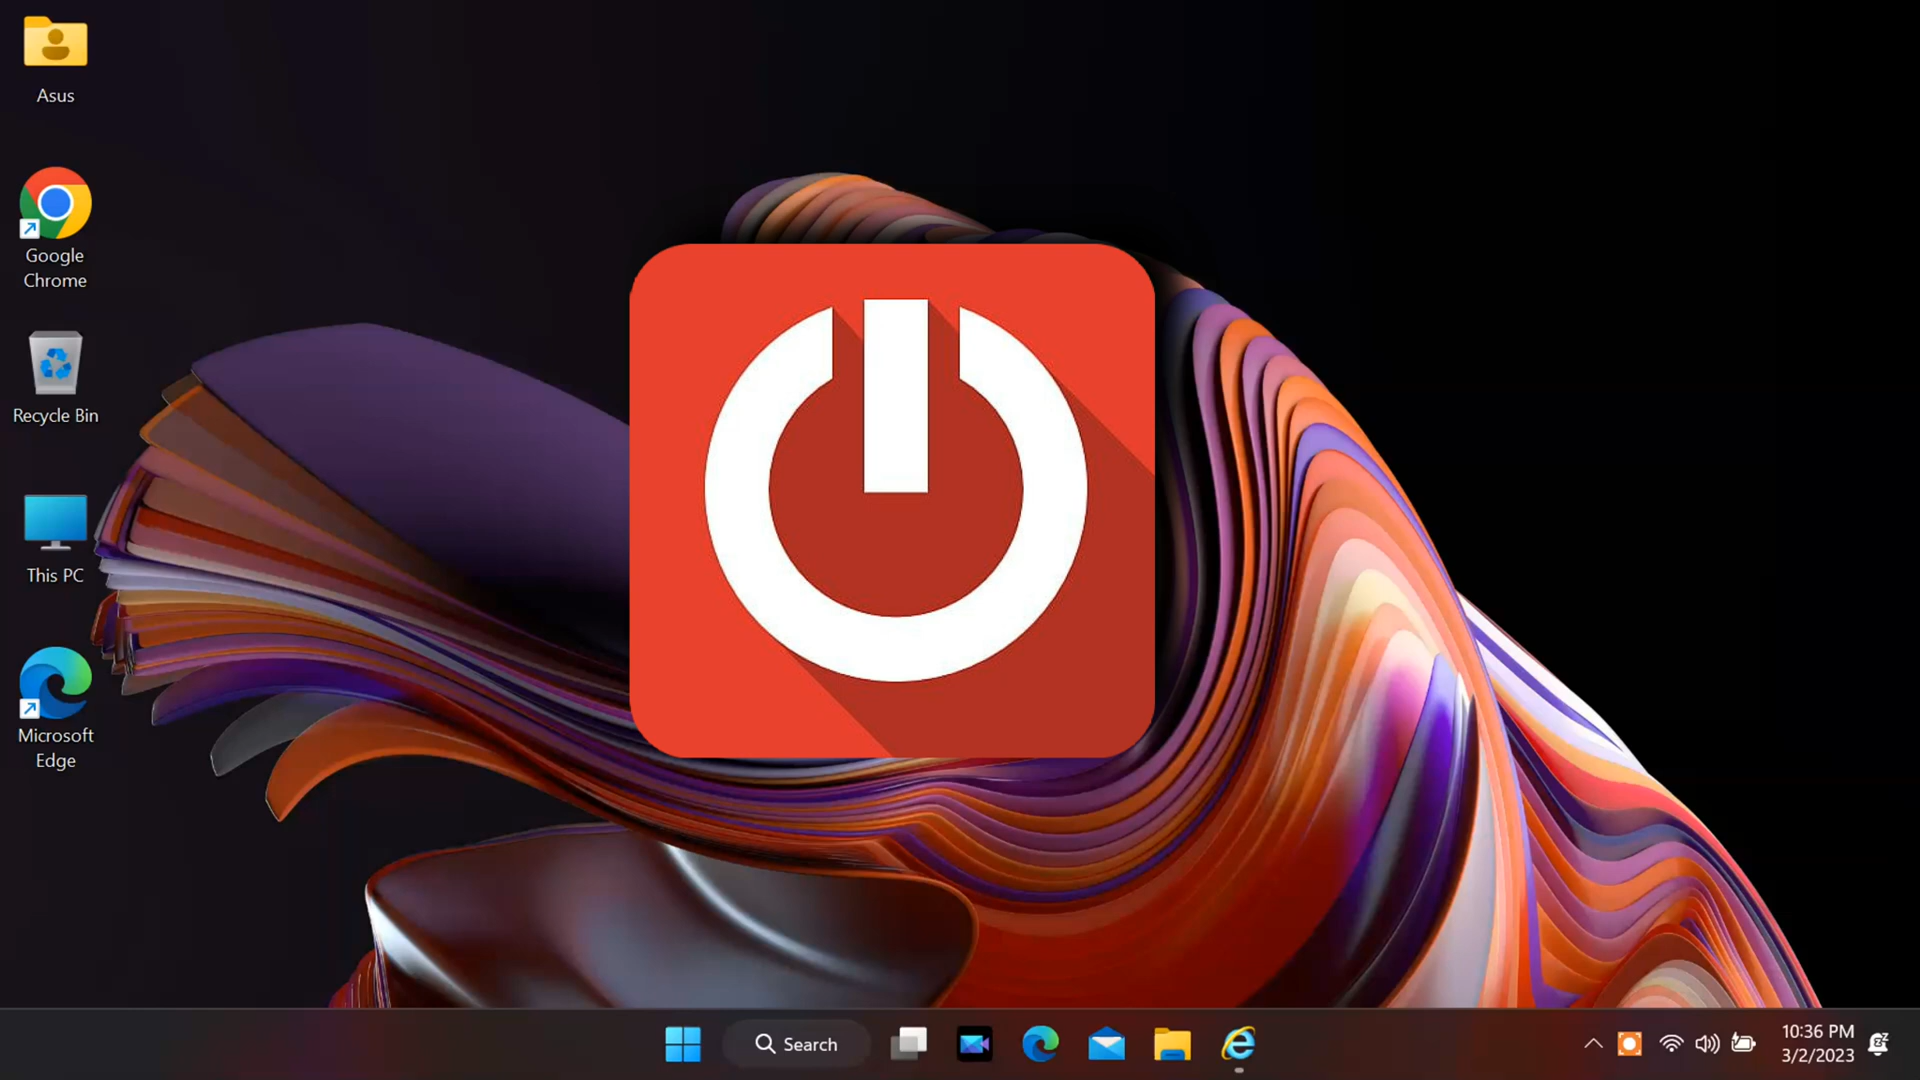 Asus
Google
Chrome
Recycle Bin
This PC
Microsoft
Edge
Search
10:36 PM
3/2/2023